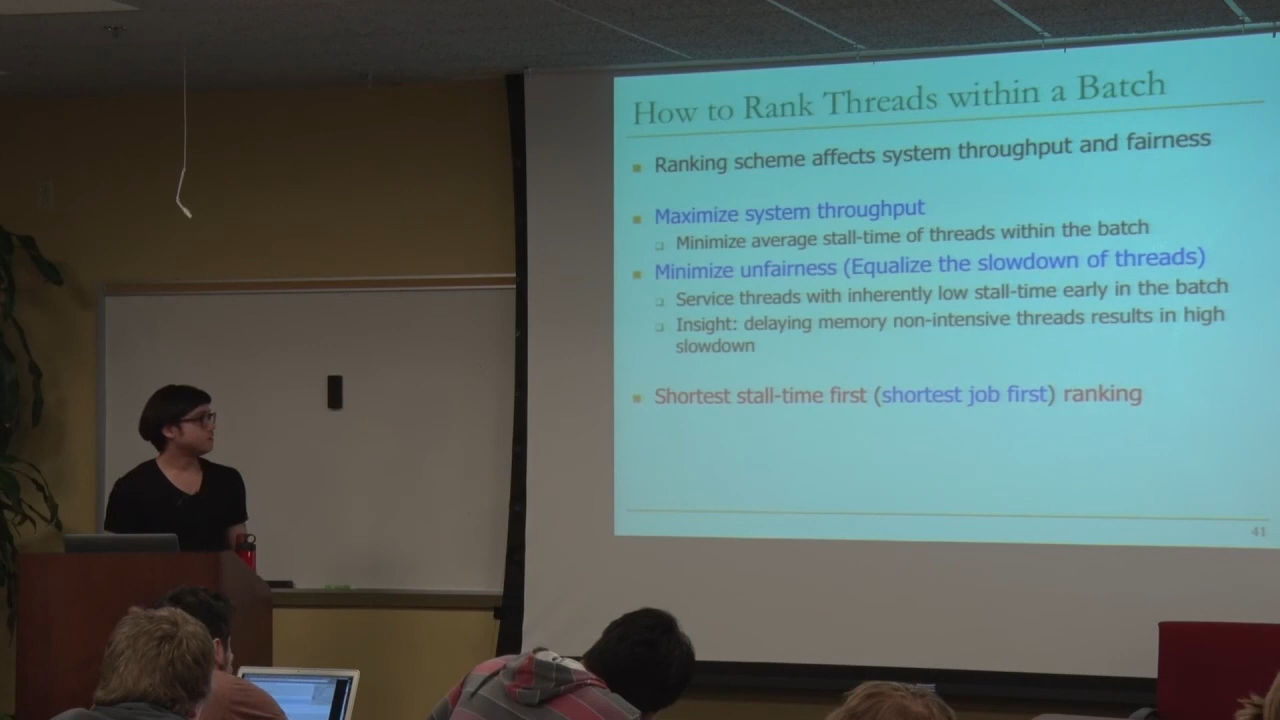 How to Rank Threads within a Batch
Ranking scheme affects system throughput and fairness
Maximize system throughput
Minimize average stall-time of threads within the batch
Minimize unfairness (Equalize the slowdown of threads)
Service threads with inherently low stall-time early in the batch
Insight: delaying memory non-intensive threads results in high
slowdown
Shortest stall-time first (shortest job first) ranking
41